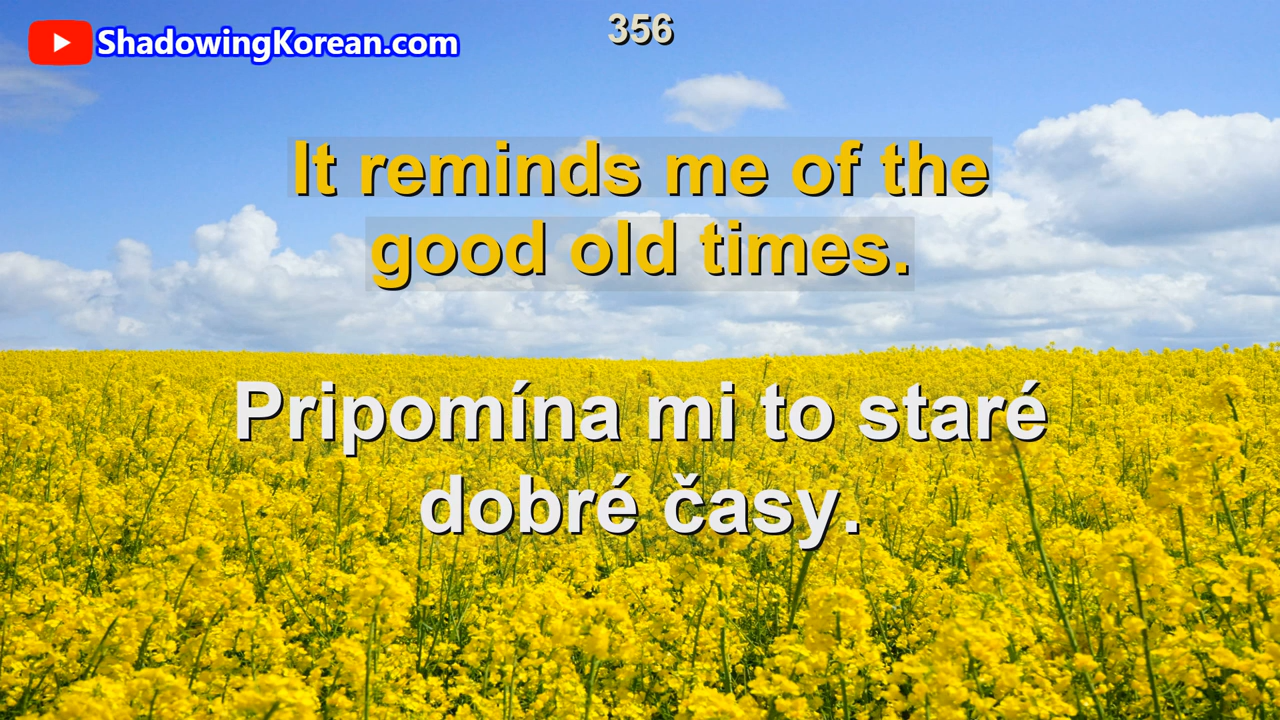 ShadowingKorean.com
356
It reminds me of the
good old times.
Pripomína mi to staré
dobré časy.